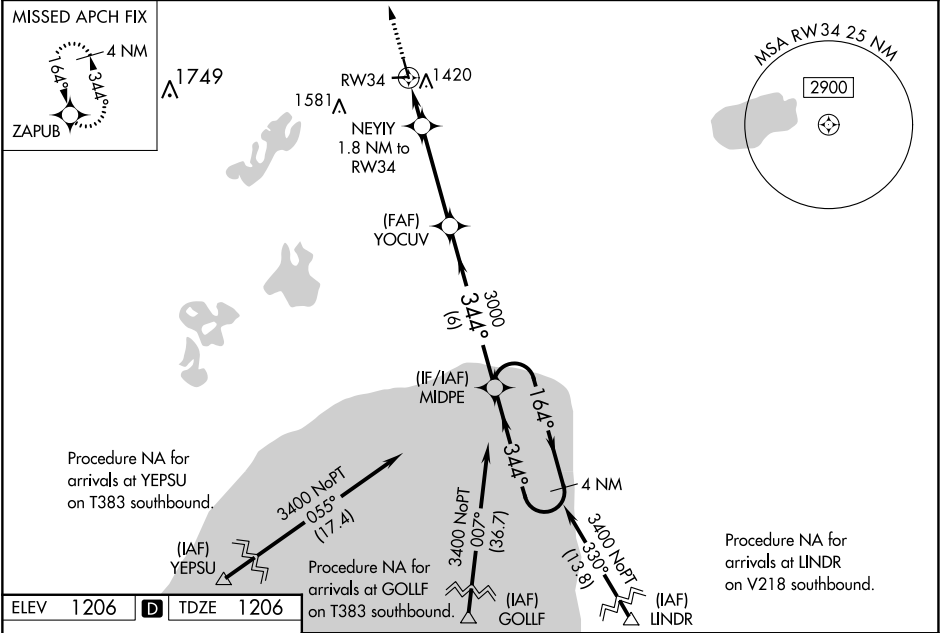 MISSED APCH FIX
4 NM
164°
344°
ZAPUB
1749
RW34
1420
1581
NEYIY
1.8 NM to
RW34
(FAF)
YOCUV
3000
344°
(6)
(IF/IAF)
MIDPE
164°
344°
4 NM
MSA RW34 25 NM
2900
Procedure NA for
arrivals at YEPSU
on T383 southbound.
3400 NoPT
055°
(17.4)
(IAF)
YEPSU
Procedure NA for
arrivals at GOLLF
on T383 southbound.
3400 NoPT
007°
(36.7)
(IAF)
GOLLF
3400 NoPT
330°
(13.8)
(IAF)
LINDR
Procedure NA for
arrivals at LINDR
on V218 southbound.
ELEV 1206 D TDZE 1206